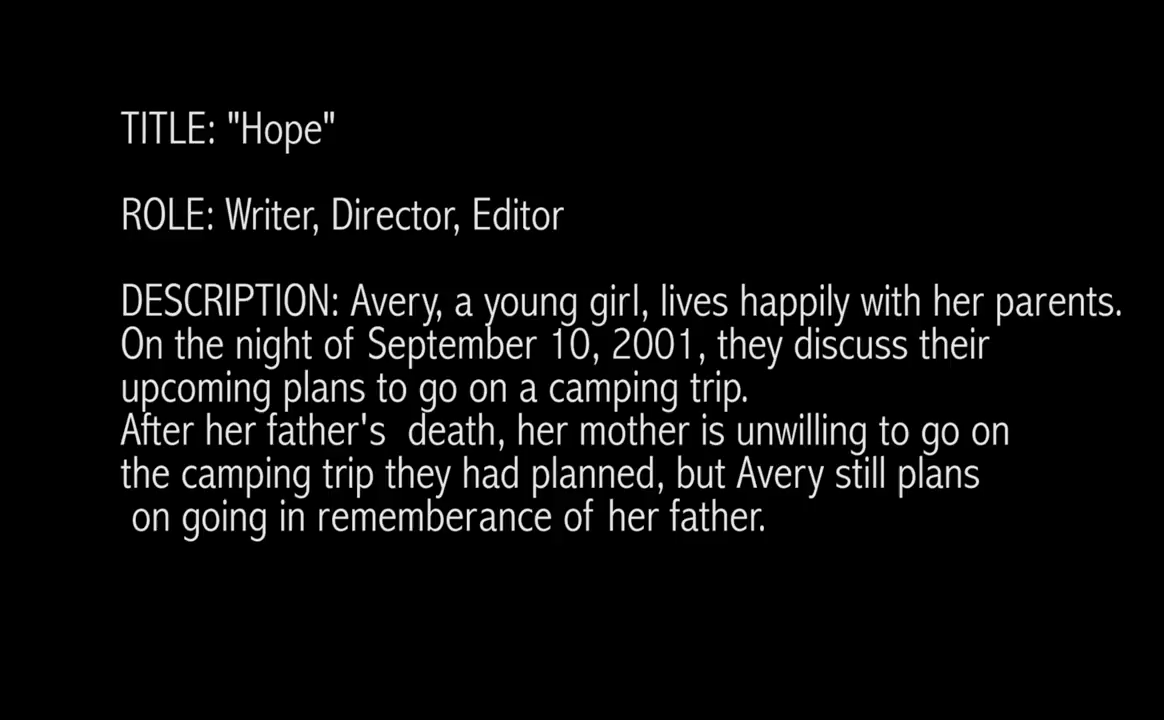 TITLE: "Hope"
ROLE: Writer, Director, Editor
DESCRIPTION: Avery, a young girl, lives happily with her parents.
On the night of September 10, 2001, they discuss their
upcoming plans to go on a camping trip.
After her father's  death, her mother is unwilling to go on
the camping trip they had planned, but Avery still plans
on going in rememberance of her father.